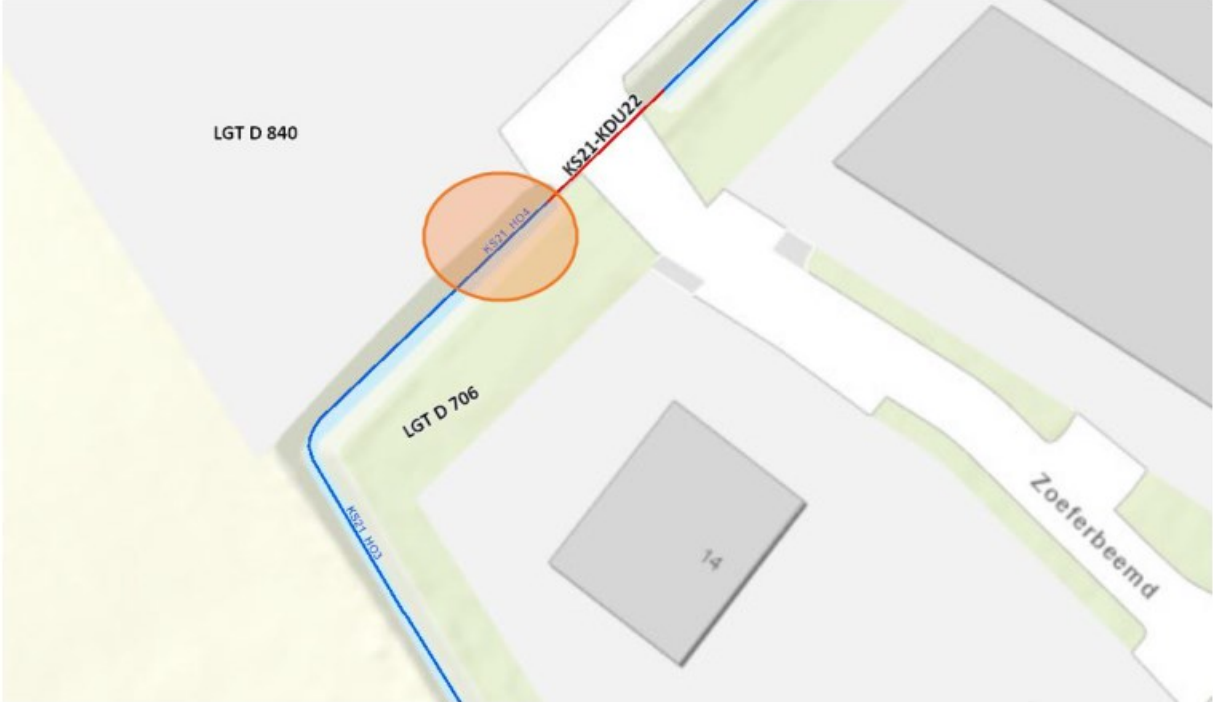 LGT D 840
KS21-KDU22
KS21_HO4
LGT D 706
KS21_HO3
14
Zoeferbeemd